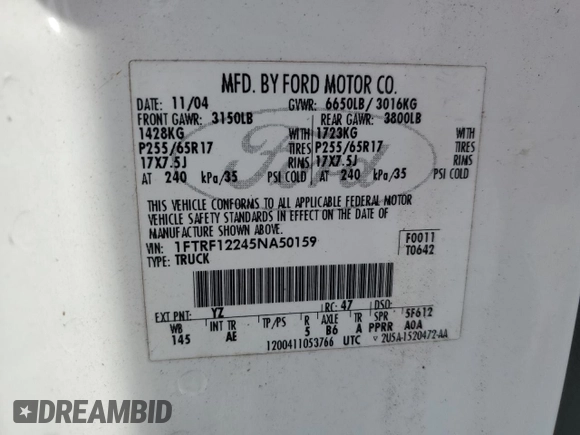 MFD. BY FORD MOTOR CO.
DATE: 11/04 GVWR: 6650LB/ 3016KG
FRONT GAWR: 3150LB REAR GAWR: 3800LB
1428KG WITH 1723KG WITH
P255/65R17 TIRES P255/65R17 TIRES
17X7.5J RIMS 17X7.5J RIMS
AT 240 kPa/35 PSI COLD AT 240 kPa/35 PSI COLD
THIS VEHICLE CONFORMS TO ALL APPLICABLE FEDERAL MOTOR
VEHICLE SAFETY STANDARDS IN EFFECT ON THE DATE OF
MANUFACTURE SHOWN ABOVE.
VIN: 1FTRF12245NA50159 F0011
TYPE: TRUCK T0642
EXT PNT: YZ RC: 47 DSO:
WB INT TR TP/PS R AXLE TR SPR 5F612
145 AE 5 B6 A PPRR A0A
1200411053766 UTC 2U5A-1520472-AA
Ford
DREAMBID